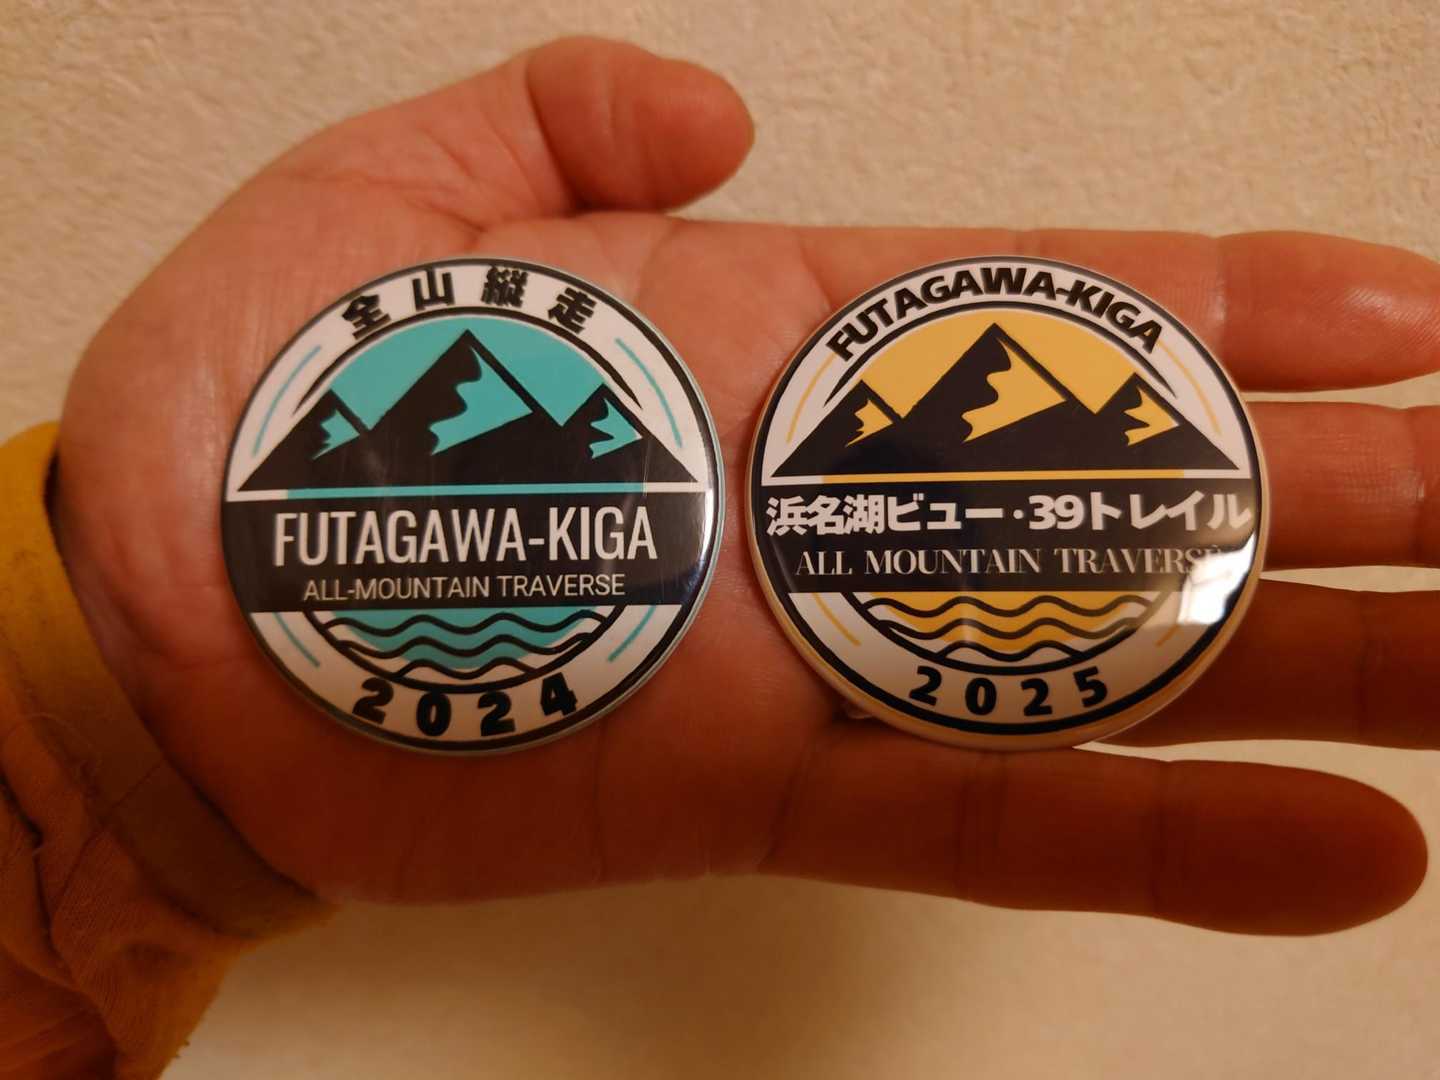 全山縦走
FUTAGAWA-KIGA
ALL-MOUNTAIN TRAVERSE
2024
FUTAGAWA-KIGA
浜名湖ビュー・39トレイル
ALL MOUNTAIN TRAVERSE
2025